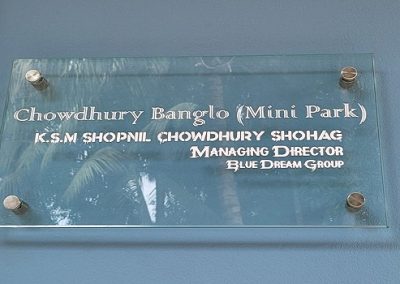 Chowdhury Banglo (Mini Park)
K.S.M SHOPNIL CHOWDHURY SHOHAG
MANAGING DIRECTOR
BLUE DREAM GROUP